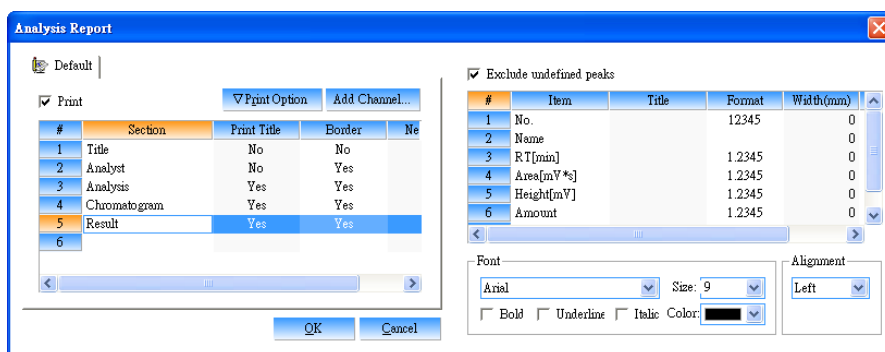 Analysis Report
Default
Print
▽Print Option
Add Channel...
# Section Print Title Border Ne
1 Title No No
2 Analyst No Yes
3 Analysis Yes Yes
4 Chromatogram Yes Yes
5 Result Yes Yes
6
OK
Cancel
Exclude undefined peaks
# Item Title Format Width(mm)
1 No. 12345 0
2 Name 0
3 RT[min] 1.2345 0
4 Area[mV*s] 1.2345 0
5 Height[mV] 1.2345 0
6 Amount 1.2345 0
Font
Arial Size: 9
Bold Underline Italic Color:
Alignment
Left